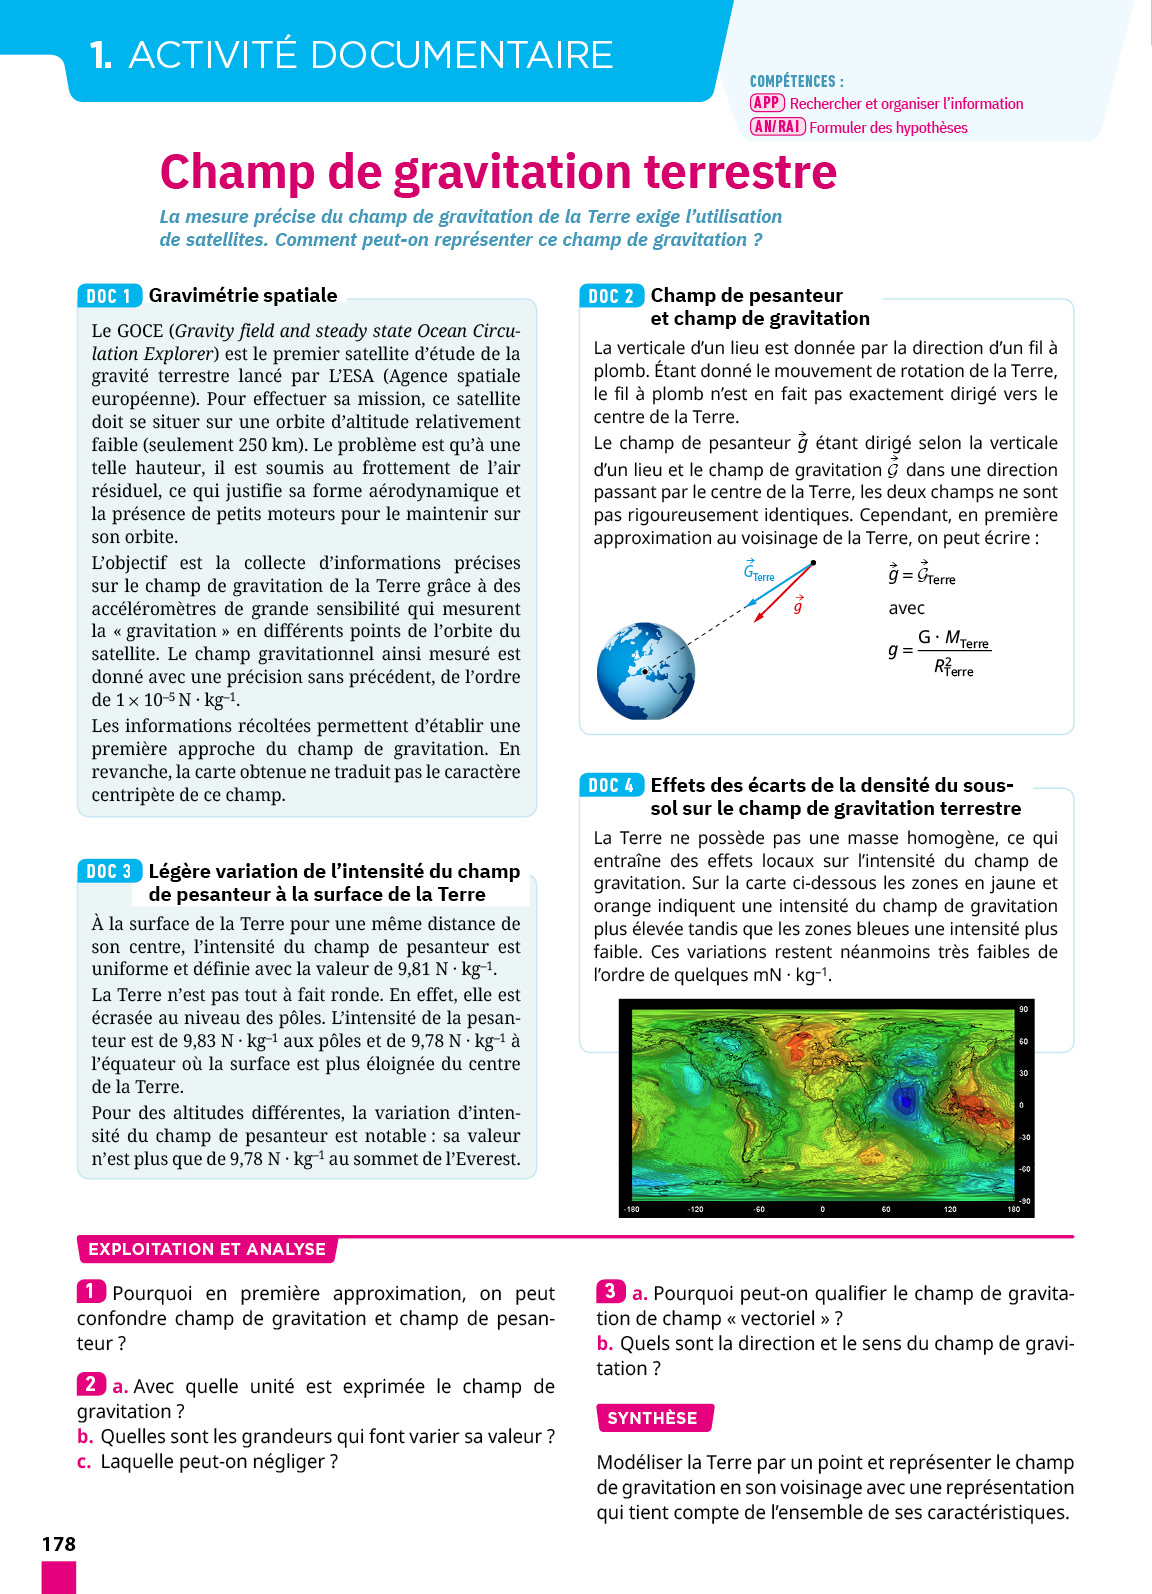 1. ACTIVITÉ DOCUMENTAIRE
COMPÉTENCES :
APP Rechercher et organiser l’information
AN/RAI Formuler des hypothèses
Champ de gravitation terrestre
La mesure précise du champ de gravitation de la Terre exige l’utilisation
de satellites. Comment peut-on représenter ce champ de gravitation ?
DOC 1 Gravimétrie spatiale
Le GOCE (Gravity field and steady state Ocean Circu-
lation Explorer) est le premier satellite d’étude de la
gravité terrestre lancé par L’ESA (Agence spatiale
européenne). Pour effectuer sa mission, ce satellite
doit se situer sur une orbite d’altitude relativement
faible (seulement 250 km). Le problème est qu’à une
telle hauteur, il est soumis au frottement de l’air
résiduel, ce qui justifie sa forme aérodynamique et
la présence de petits moteurs pour le maintenir sur
son orbite.
L’objectif est la collecte d’informations précises
sur le champ de gravitation de la Terre grâce à des
accéléromètres de grande sensibilité qui mesurent
la « gravitation » en différents points de l’orbite du
satellite. Le champ gravitationnel ainsi mesuré est
donné avec une précision sans précédent, de l’ordre
de 1 × 10⁻⁵ N · kg⁻¹.
Les informations récoltées permettent d’établir une
première approche du champ de gravitation. En
revanche, la carte obtenue ne traduit pas le caractère
centripète de ce champ.
DOC 2 Champ de pesanteur
et champ de gravitation
La verticale d’un lieu est donnée par la direction d’un fil à
plomb. Étant donné le mouvement de rotation de la Terre,
le fil à plomb n’est en fait pas exactement dirigé vers le
centre de la Terre.
Le champ de pesanteur g⃗ étant dirigé selon la verticale
d’un lieu et le champ de gravitation 𝒢⃗ dans une direction
passant par le centre de la Terre, les deux champs ne sont
pas rigoureusement identiques. Cependant, en première
approximation au voisinage de la Terre, on peut écrire :
G⃗Terre
g⃗
g⃗ = 𝒢⃗Terre
avec
g = G · MTerre / R²Terre
DOC 3 Légère variation de l’intensité du champ
de pesanteur à la surface de la Terre
À la surface de la Terre pour une même distance de
son centre, l’intensité du champ de pesanteur est
uniforme et définie avec la valeur de 9,81 N · kg⁻¹.
La Terre n’est pas tout à fait ronde. En effet, elle est
écrasée au niveau des pôles. L’intensité de la pesan-
teur est de 9,83 N · kg⁻¹ aux pôles et de 9,78 N · kg⁻¹ à
l’équateur où la surface est plus éloignée du centre
de la Terre.
Pour des altitudes différentes, la variation d’inten-
sité du champ de pesanteur est notable : sa valeur
n’est plus que de 9,78 N · kg⁻¹ au sommet de l’Everest.
DOC 4 Effets des écarts de la densité du sous-
sol sur le champ de gravitation terrestre
La Terre ne possède pas une masse homogène, ce qui
entraîne des effets locaux sur l’intensité du champ de
gravitation. Sur la carte ci-dessous les zones en jaune et
orange indiquent une intensité du champ de gravitation
plus élevée tandis que les zones bleues une intensité plus
faible. Ces variations restent néanmoins très faibles de
l’ordre de quelques mN · kg⁻¹.
90
60
30
0
-30
-60
-90
-180 -120 -60 0 60 120 180
EXPLOITATION ET ANALYSE
1 Pourquoi en première approximation, on peut
confondre champ de gravitation et champ de pesan-
teur ?
2 a. Avec quelle unité est exprimée le champ de
gravitation ?
b. Quelles sont les grandeurs qui font varier sa valeur ?
c. Laquelle peut-on négliger ?
3 a. Pourquoi peut-on qualifier le champ de gravita-
tion de champ « vectoriel » ?
b. Quels sont la direction et le sens du champ de gravi-
tation ?
SYNTHÈSE
Modéliser la Terre par un point et représenter le champ
de gravitation en son voisinage avec une représentation
qui tient compte de l’ensemble de ses caractéristiques.
178